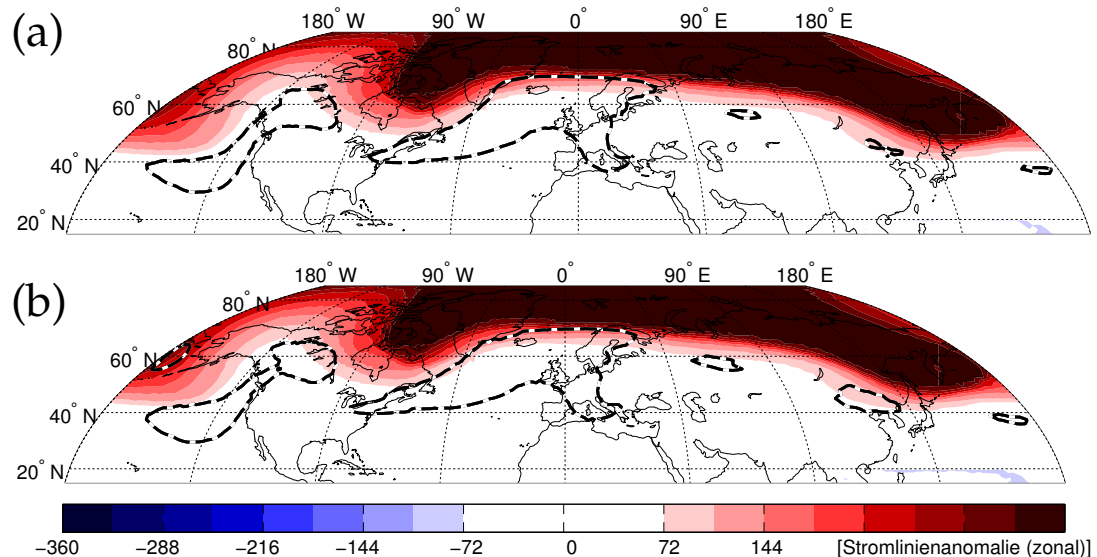 (a)
180° W 90° W 0° 90° E 180° E
80° N
60° N
40° N
20° N
(b)
180° W 90° W 0° 90° E 180° E
80° N
60° N
40° N
20° N
−360 −288 −216 −144 −72 0 72 144 [Stromlinienanomalie (zonal)]